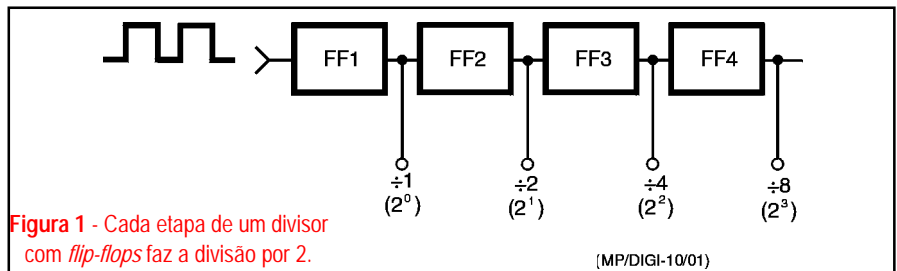 FF1 FF2 FF3 FF4
÷1 ÷2 ÷4 ÷8
(2⁰) (2¹) (2²) (2³)
Figura 1 - Cada etapa de um divisor
com flip-flops faz a divisão por 2.
(MP/DIGI-10/01)